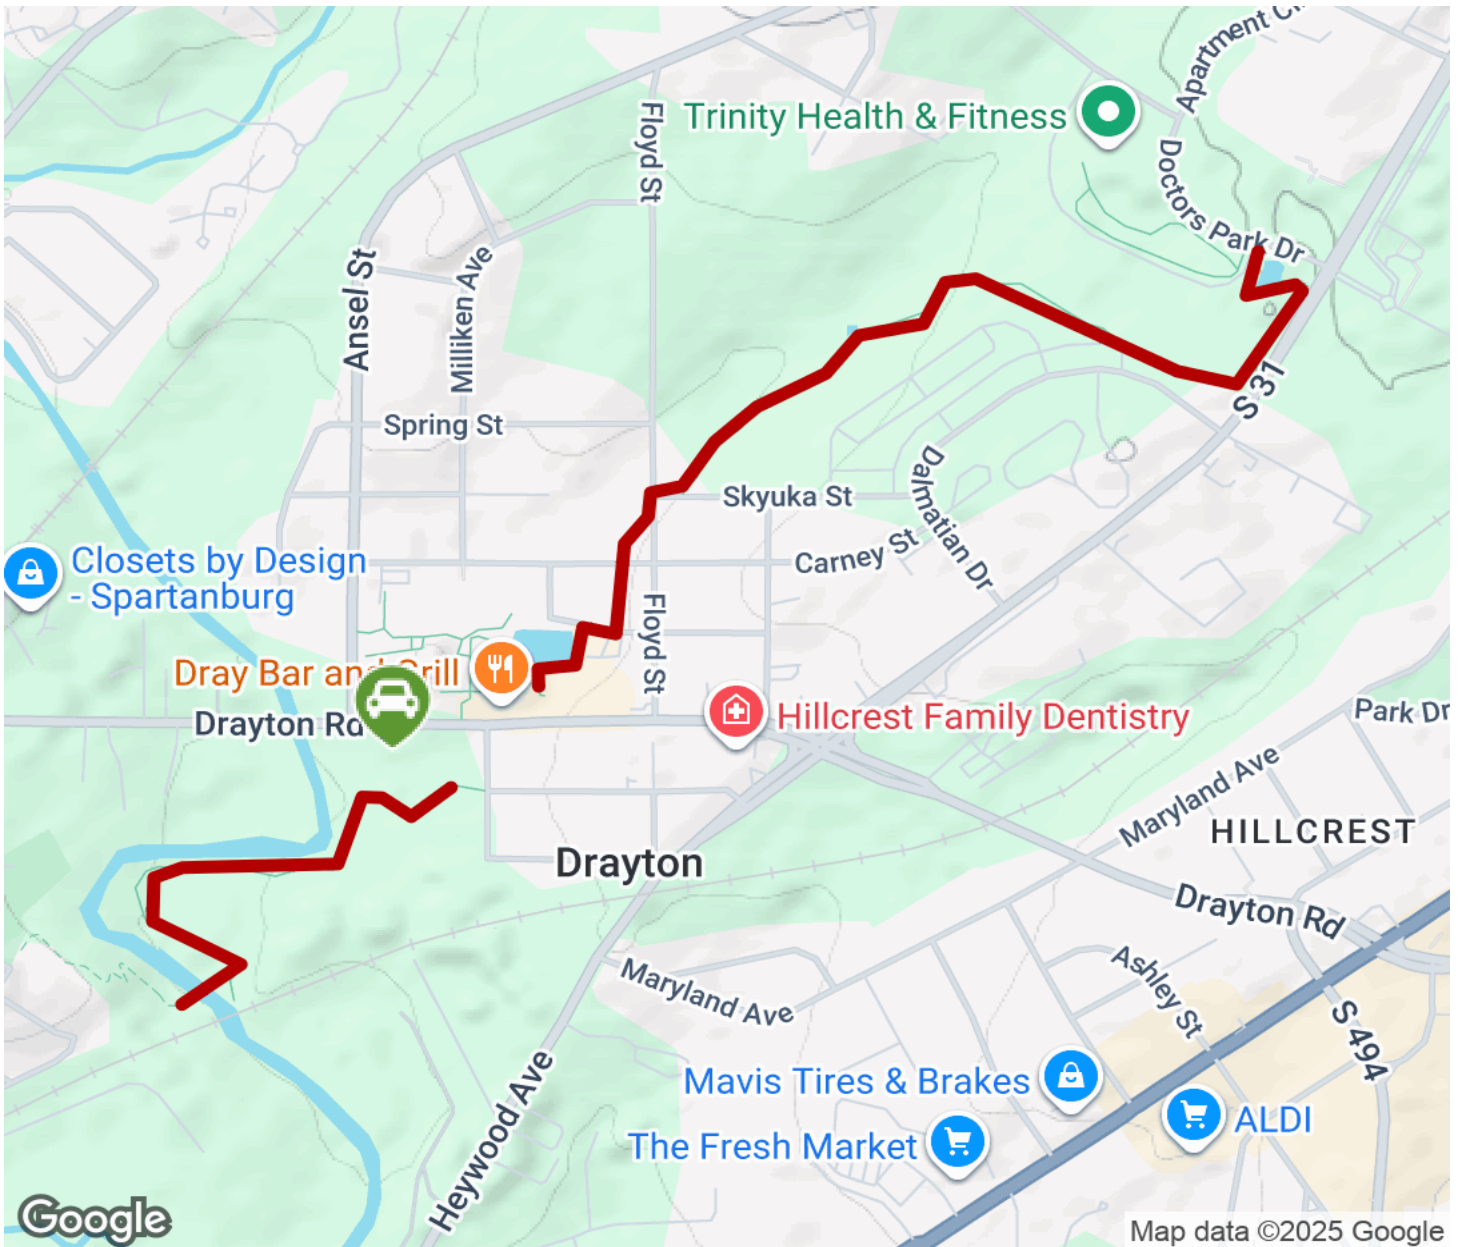 Apartment Ci
Trinity Health & Fitness
Floyd St
Doctors Park Dr
Ansel St
Milliken Ave
S 31
Spring St
Dalmatian Dr
Skyuka St
Carney St
Closets by Design
- Spartanburg
Floyd St
Dray Bar and Grill
Drayton Rd
Hillcrest Family Dentistry
Park Dr
Maryland Ave
HILLCREST
Drayton
Drayton Rd
Maryland Ave
Ashley St
S 494
Heywood Ave
Mavis Tires & Brakes
The Fresh Market
ALDI
Google
Map data ©2025 Google